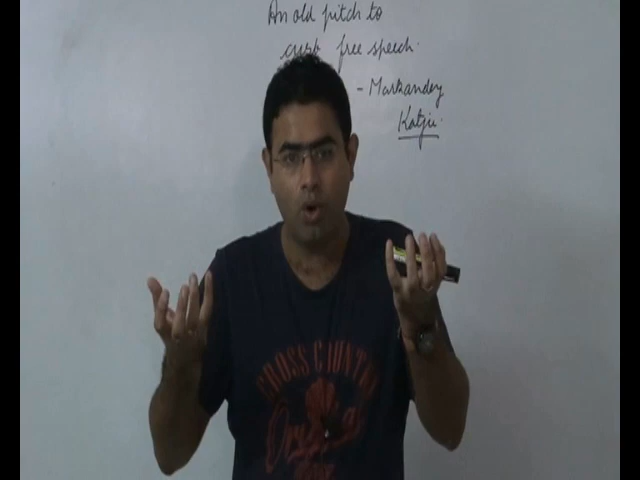 An old pitch to
curb free speech.
- Markandey
Katju.
CROSS COUNTRY